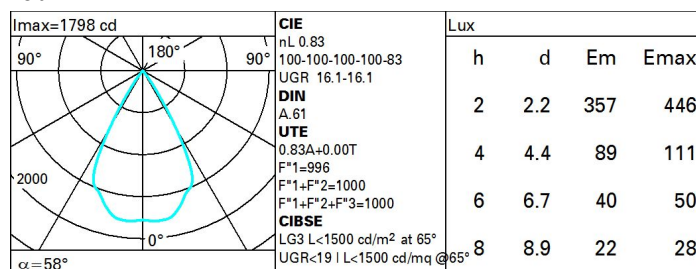 Imax=1798 cd
90°
180°
90°
2000
0°
α=58°
CIE
nL 0.83
100-100-100-100-83
UGR 16.1-16.1
DIN
A.61
UTE
0.83A+0.00T
F"1=996
F"1+F"2=1000
F"1+F"2+F"3=1000
CIBSE
LG3 L<1500 cd/m² at 65°
UGR<19 | L<1500 cd/mq @65°
Lux
h d Em Emax
2 2.2 357 446
4 4.4 89 111
6 6.7 40 50
8 8.9 22 28